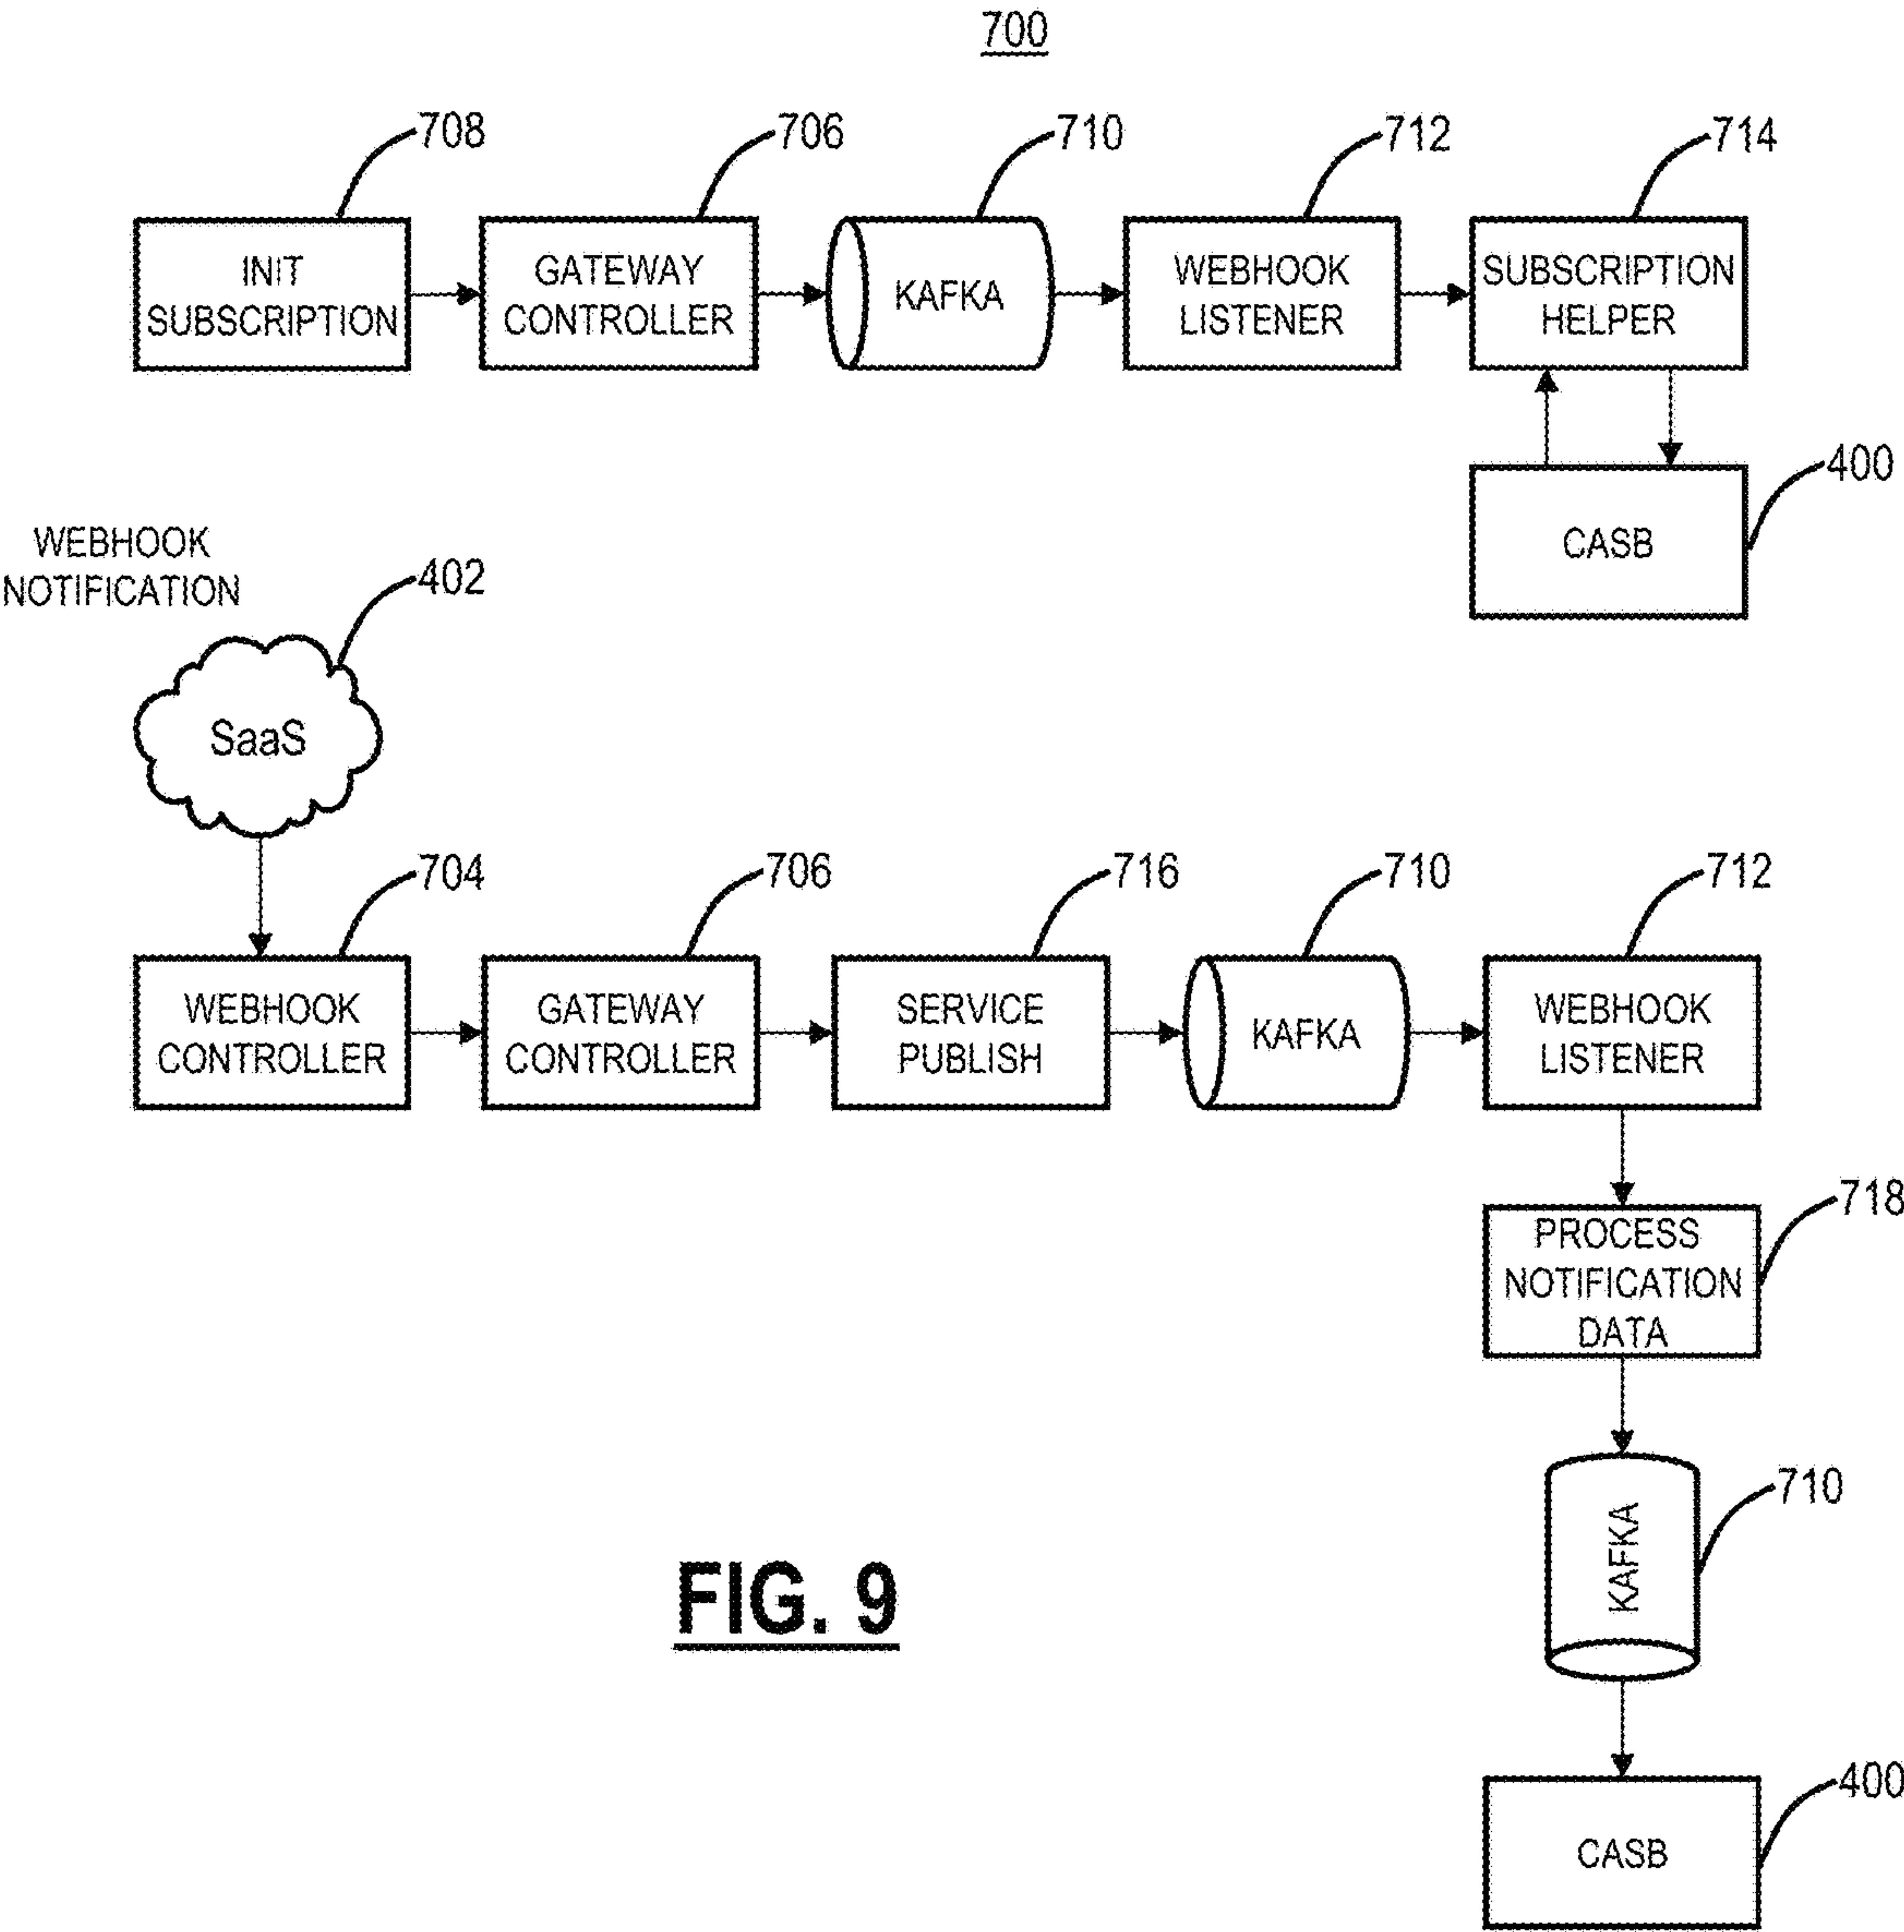 700
708
706
710
712
714
INIT
SUBSCRIPTION
GATEWAY
CONTROLLER
KAFKA
WEBHOOK
LISTENER
SUBSCRIPTION
HELPER
400
CASB
WEBHOOK
NOTIFICATION
402
SaaS
704
706
716
710
712
WEBHOOK
CONTROLLER
GATEWAY
CONTROLLER
SERVICE
PUBLISH
KAFKA
WEBHOOK
LISTENER
718
PROCESS
NOTIFICATION
DATA
710
KAFKA
FIG. 9
400
CASB